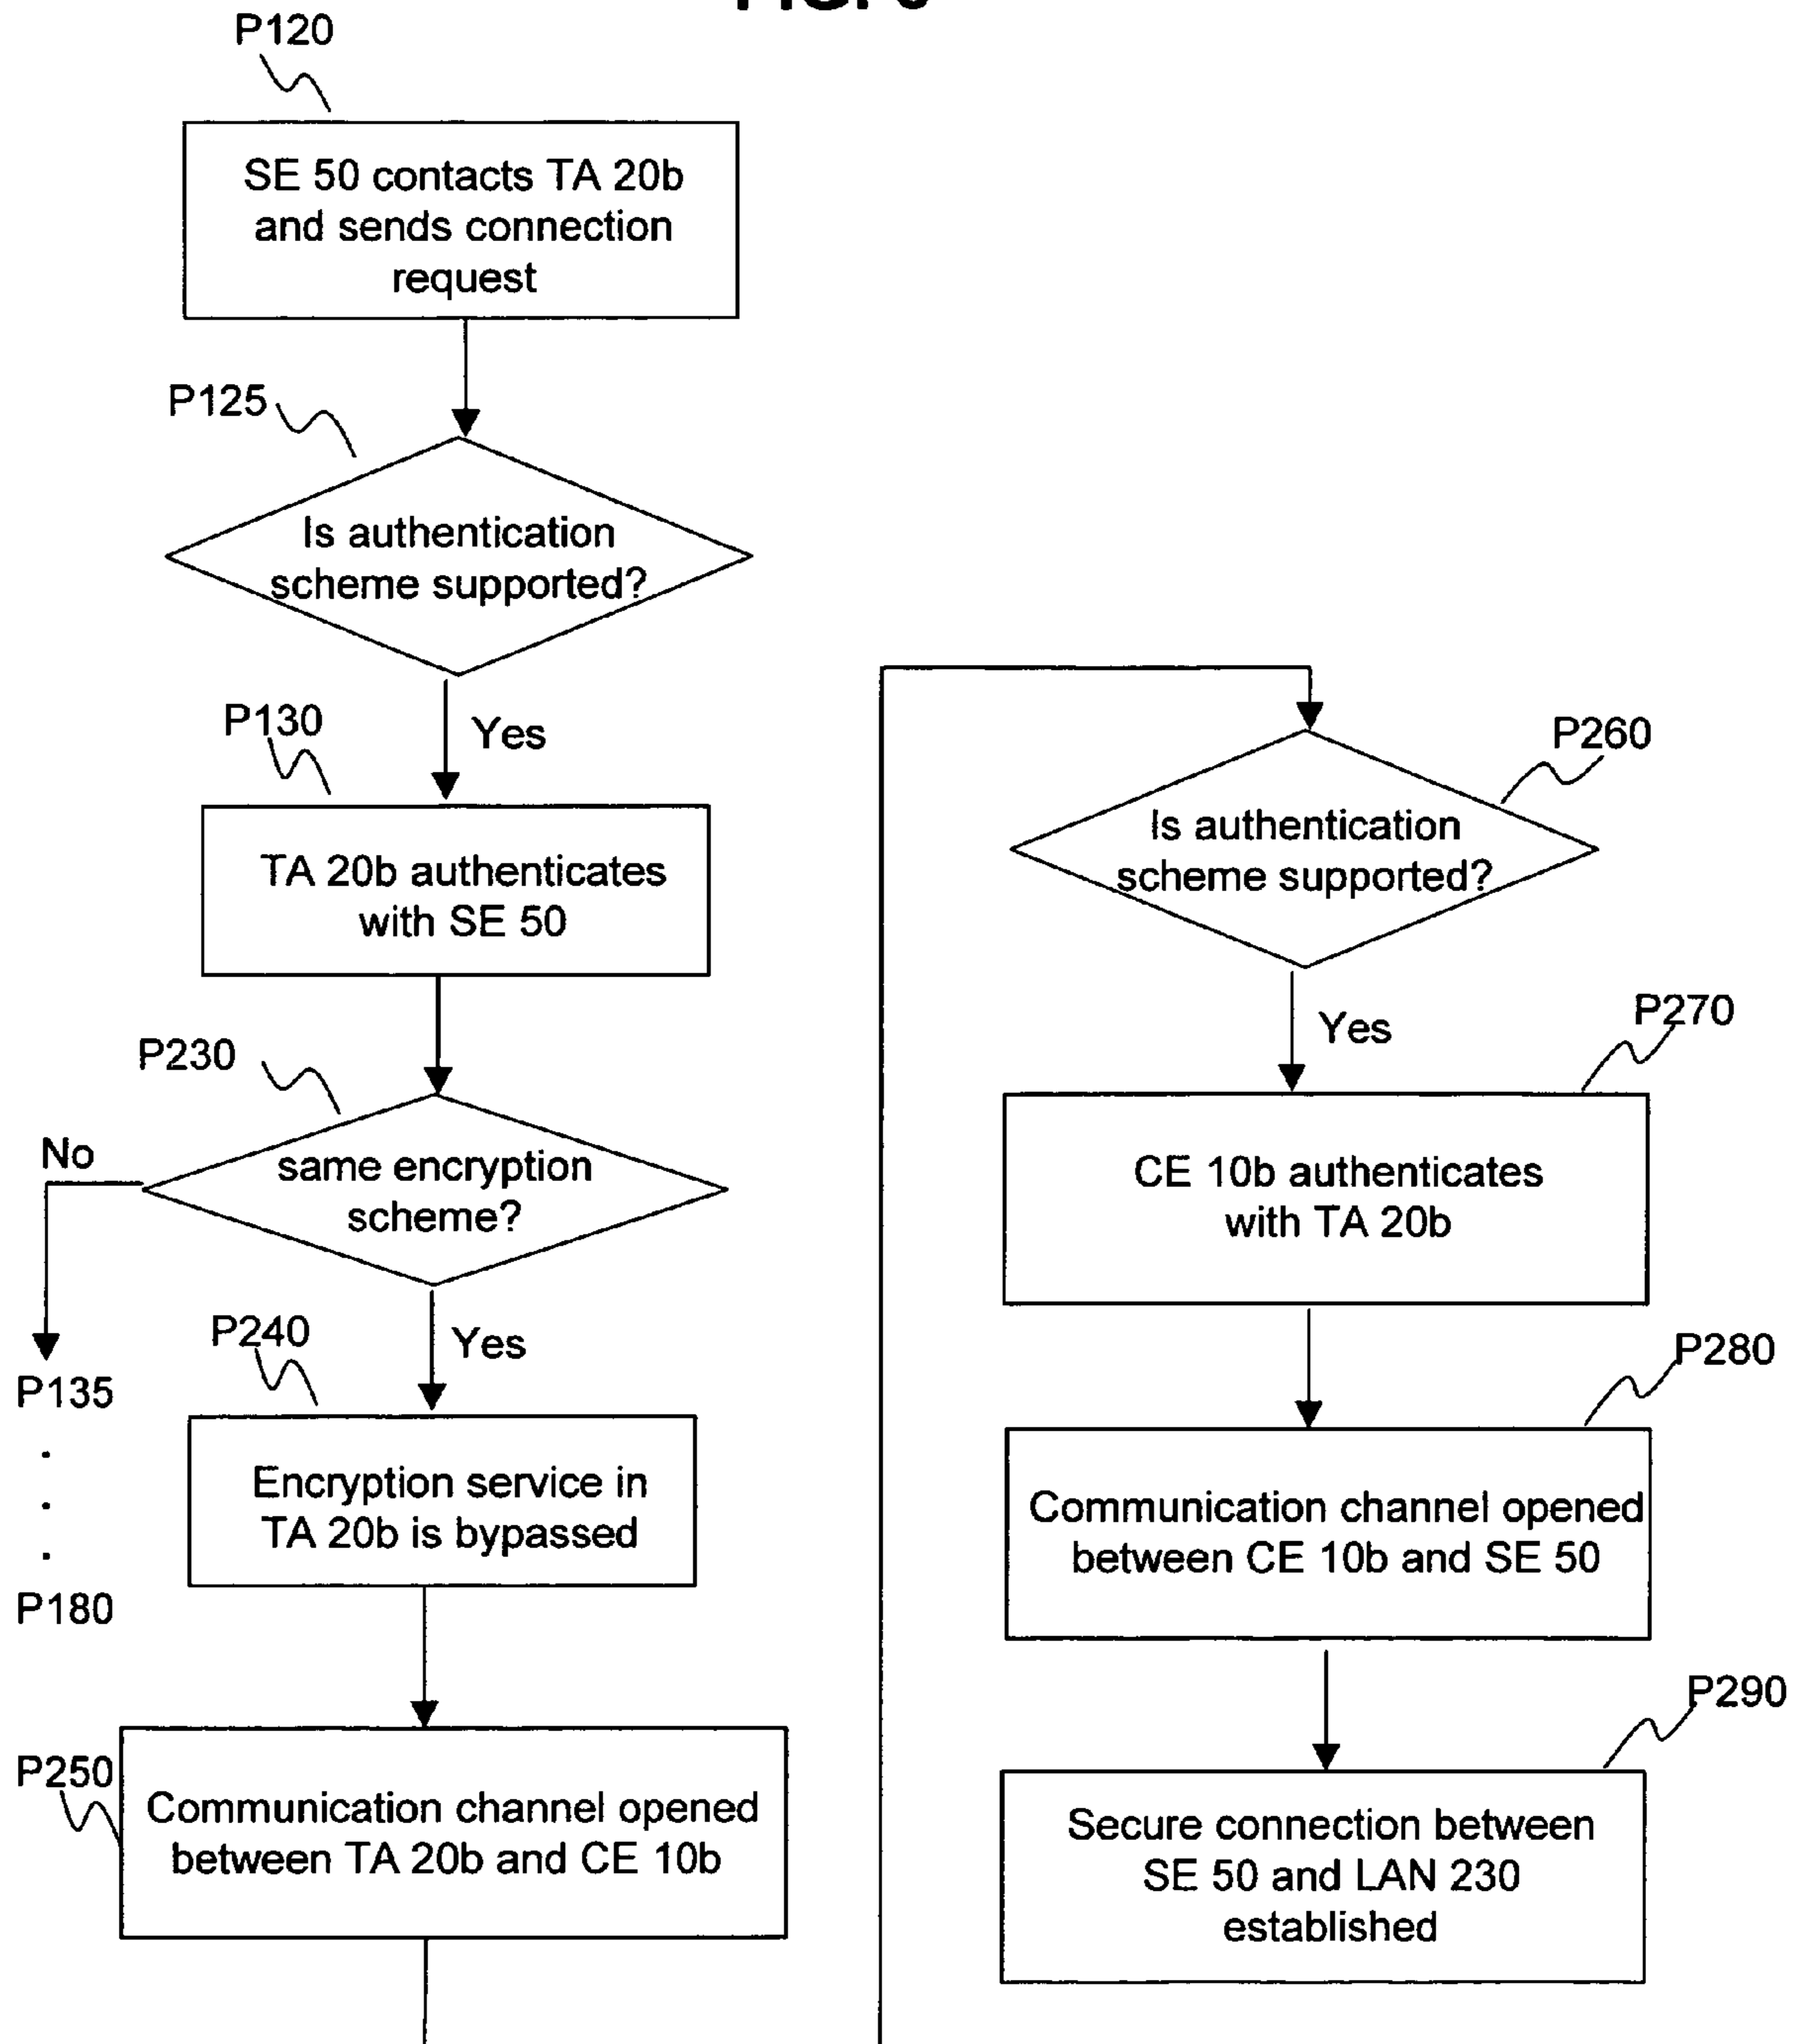 P120
SE 50 contacts TA 20b
and sends connection
request
P125
Is authentication
scheme supported?
Yes
P130
TA 20b authenticates
with SE 50
P230
No
same encryption
scheme?
Yes
P135
.
.
.
P180
P240
Encryption service in
TA 20b is bypassed
P250
Communication channel opened
between TA 20b and CE 10b
P260
Is authentication
scheme supported?
Yes
P270
CE 10b authenticates
with TA 20b
P280
Communication channel opened
between CE 10b and SE 50
P290
Secure connection between
SE 50 and LAN 230
established